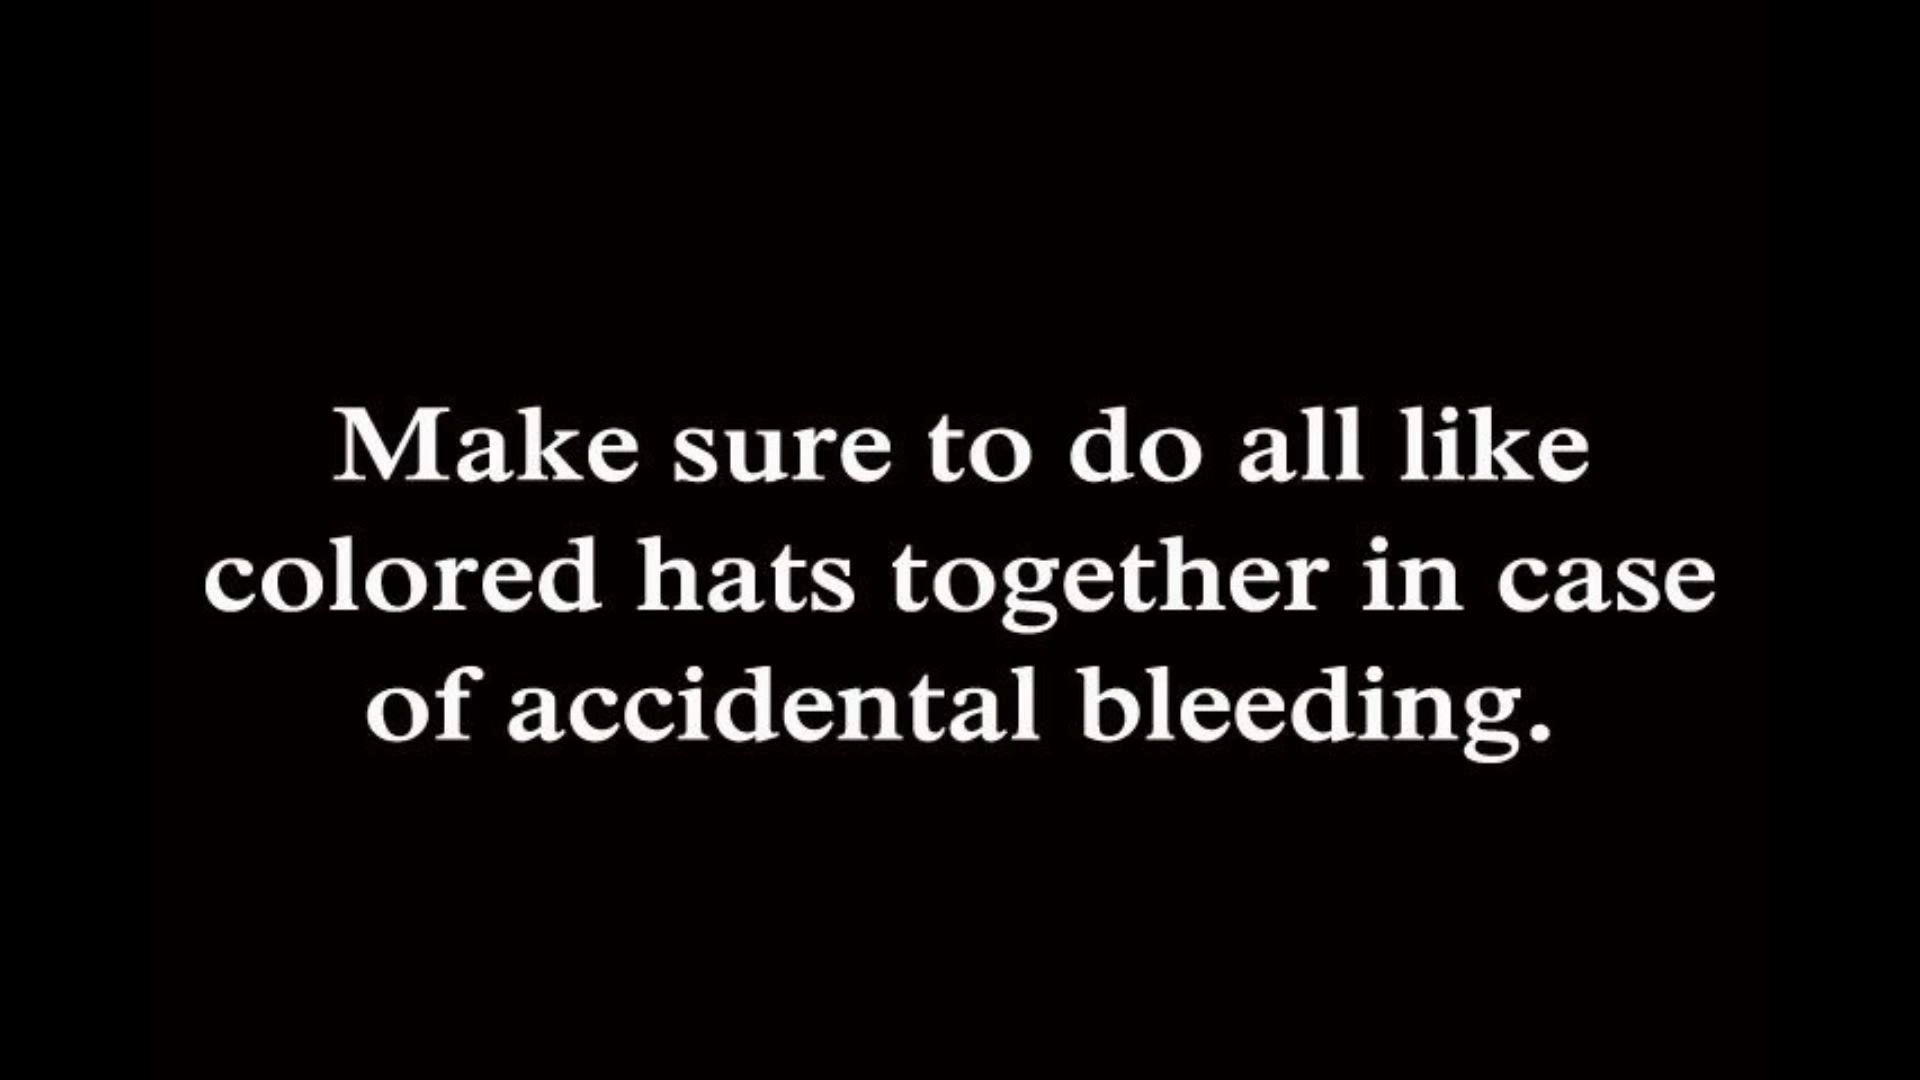 Make sure to do all like
colored hats together in case
of accidental bleeding.